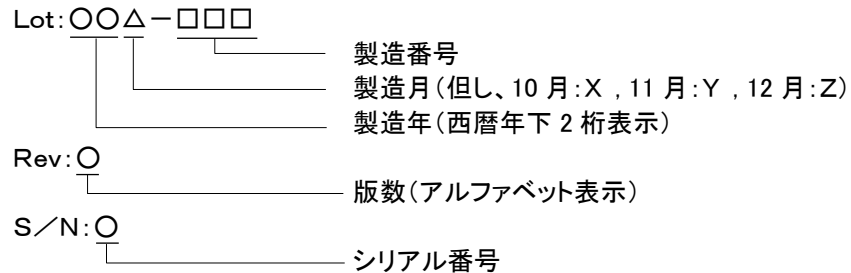 Lot:○○△－□□□
製造番号
製造月(但し、10月:X ,11月:Y ,12月:Z)
製造年(西暦年下2桁表示)
Rev:○
版数(アルファベット表示)
S／N:○
シリアル番号